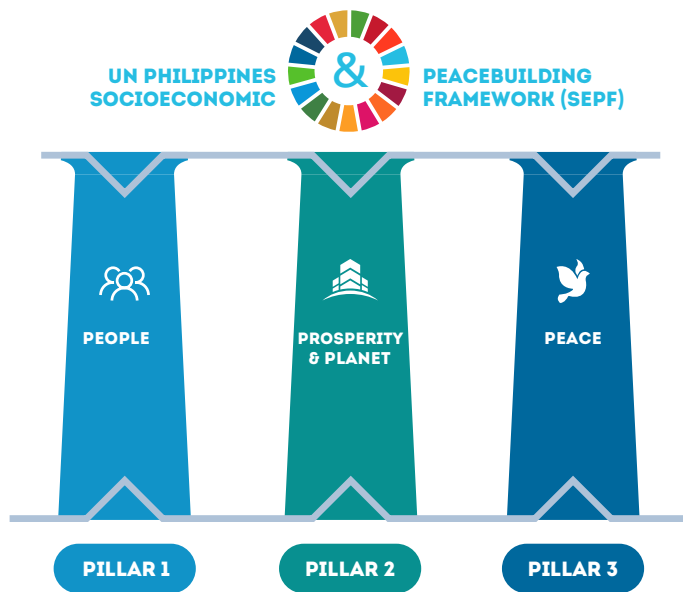 UN PHILIPPINES
SOCIOECONOMIC
&
PEACEBUILDING
FRAMEWORK (SEPF)
PEOPLE
PROSPERITY
& PLANET
PEACE
PILLAR 1
PILLAR 2
PILLAR 3